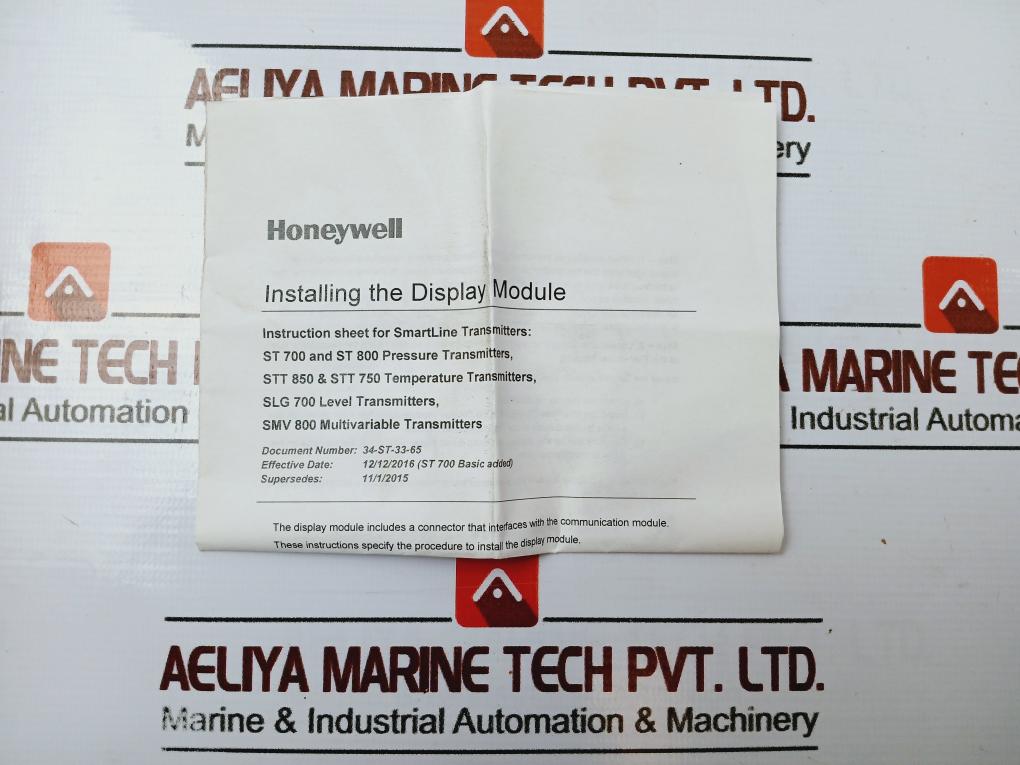 AELIYA MARINE TECH PVT. LTD.
ery
Honeywell
Installing the Display Module
Instruction sheet for SmartLine Transmitters:
ST 700 and ST 800 Pressure Transmitters,
STT 850 & STT 750 Temperature Transmitters,
SLG 700 Level Transmitters,
SMV 800 Multivariable Transmitters
Document Number: 34-ST-33-65
Effective Date: 12/12/2016 (ST 700 Basic added)
Supersedes: 11/1/2015
The display module includes a connector that interfaces with the communication module.
These instructions specify the procedure to install the display module.
NE TECH
al Automation
MARINE TE
Industrial Automa
AELIYA MARINE TECH PVT. LTD.
Marine & Industrial Automation & Machinery